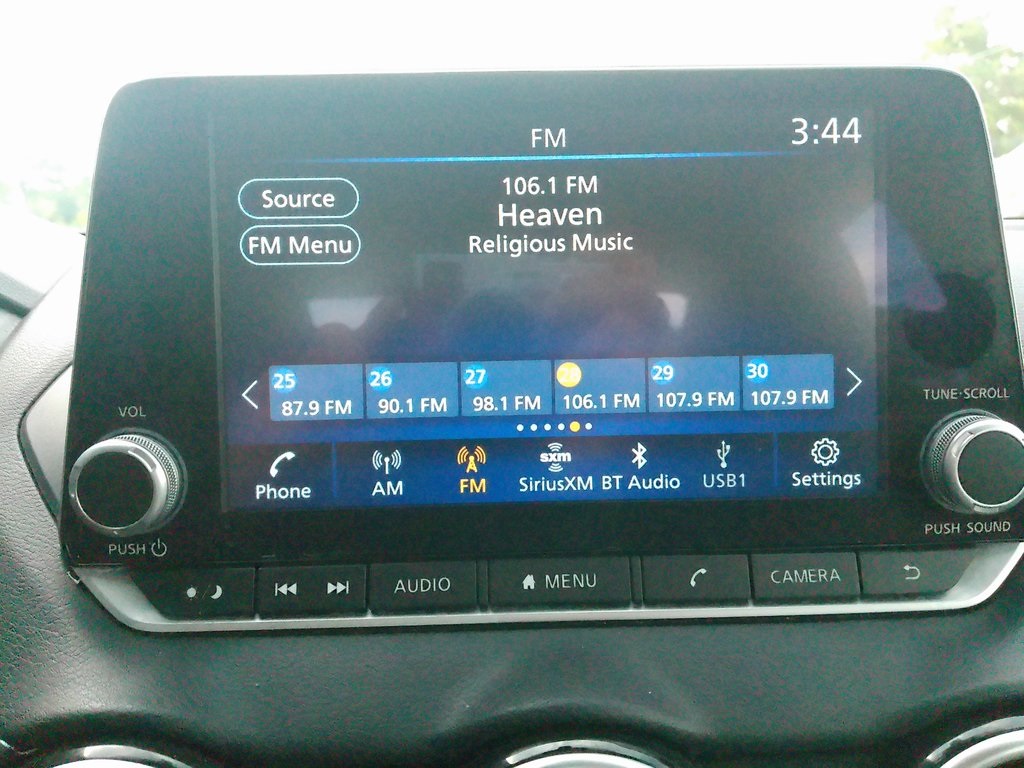 FM
3:44
Source
106.1 FM
Heaven
FM Menu
Religious Music
25 26 27 28 29 30
87.9 FM 90.1 FM 98.1 FM 106.1 FM 107.9 FM 107.9 FM
VOL
TUNE·SCROLL
sxm
Phone AM FM SiriusXM BT Audio USB1 Settings
PUSH
PUSH SOUND
AUDIO MENU CAMERA